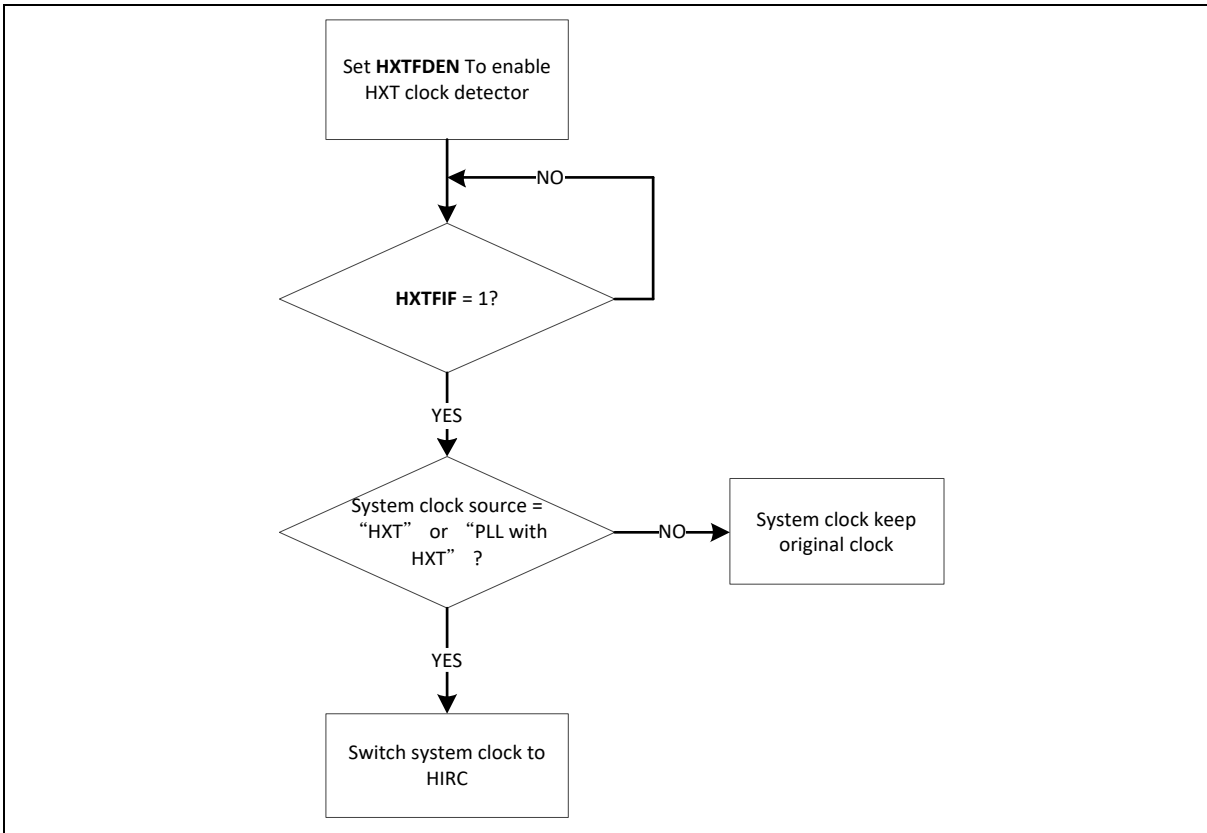 Set HXTFDEN To enable
HXT clock detector
NO
HXTFIF = 1?
YES
System clock source =
“HXT” or “PLL with
HXT” ?
NO
System clock keep
original clock
YES
Switch system clock to
HIRC